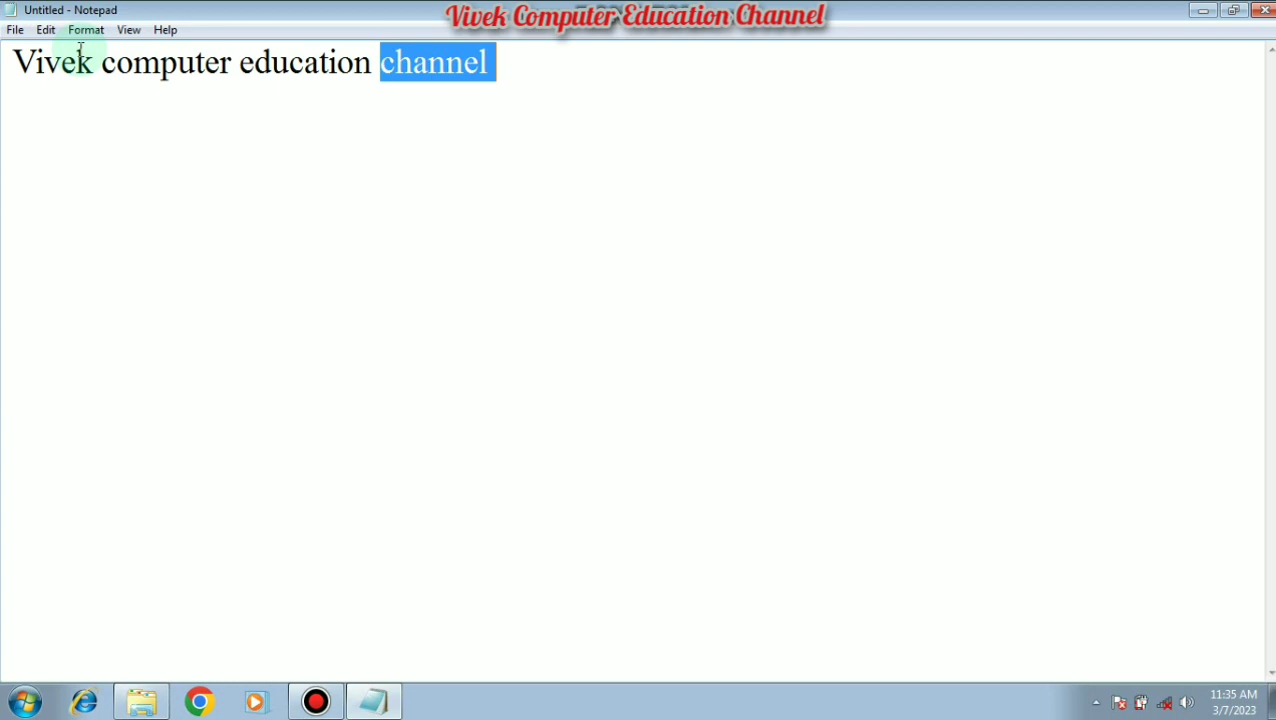 Untitled - Notepad
Vivek Computer Education Channel
File Edit Format View Help
Vivek computer education channel
11:35 AM
3/7/2023